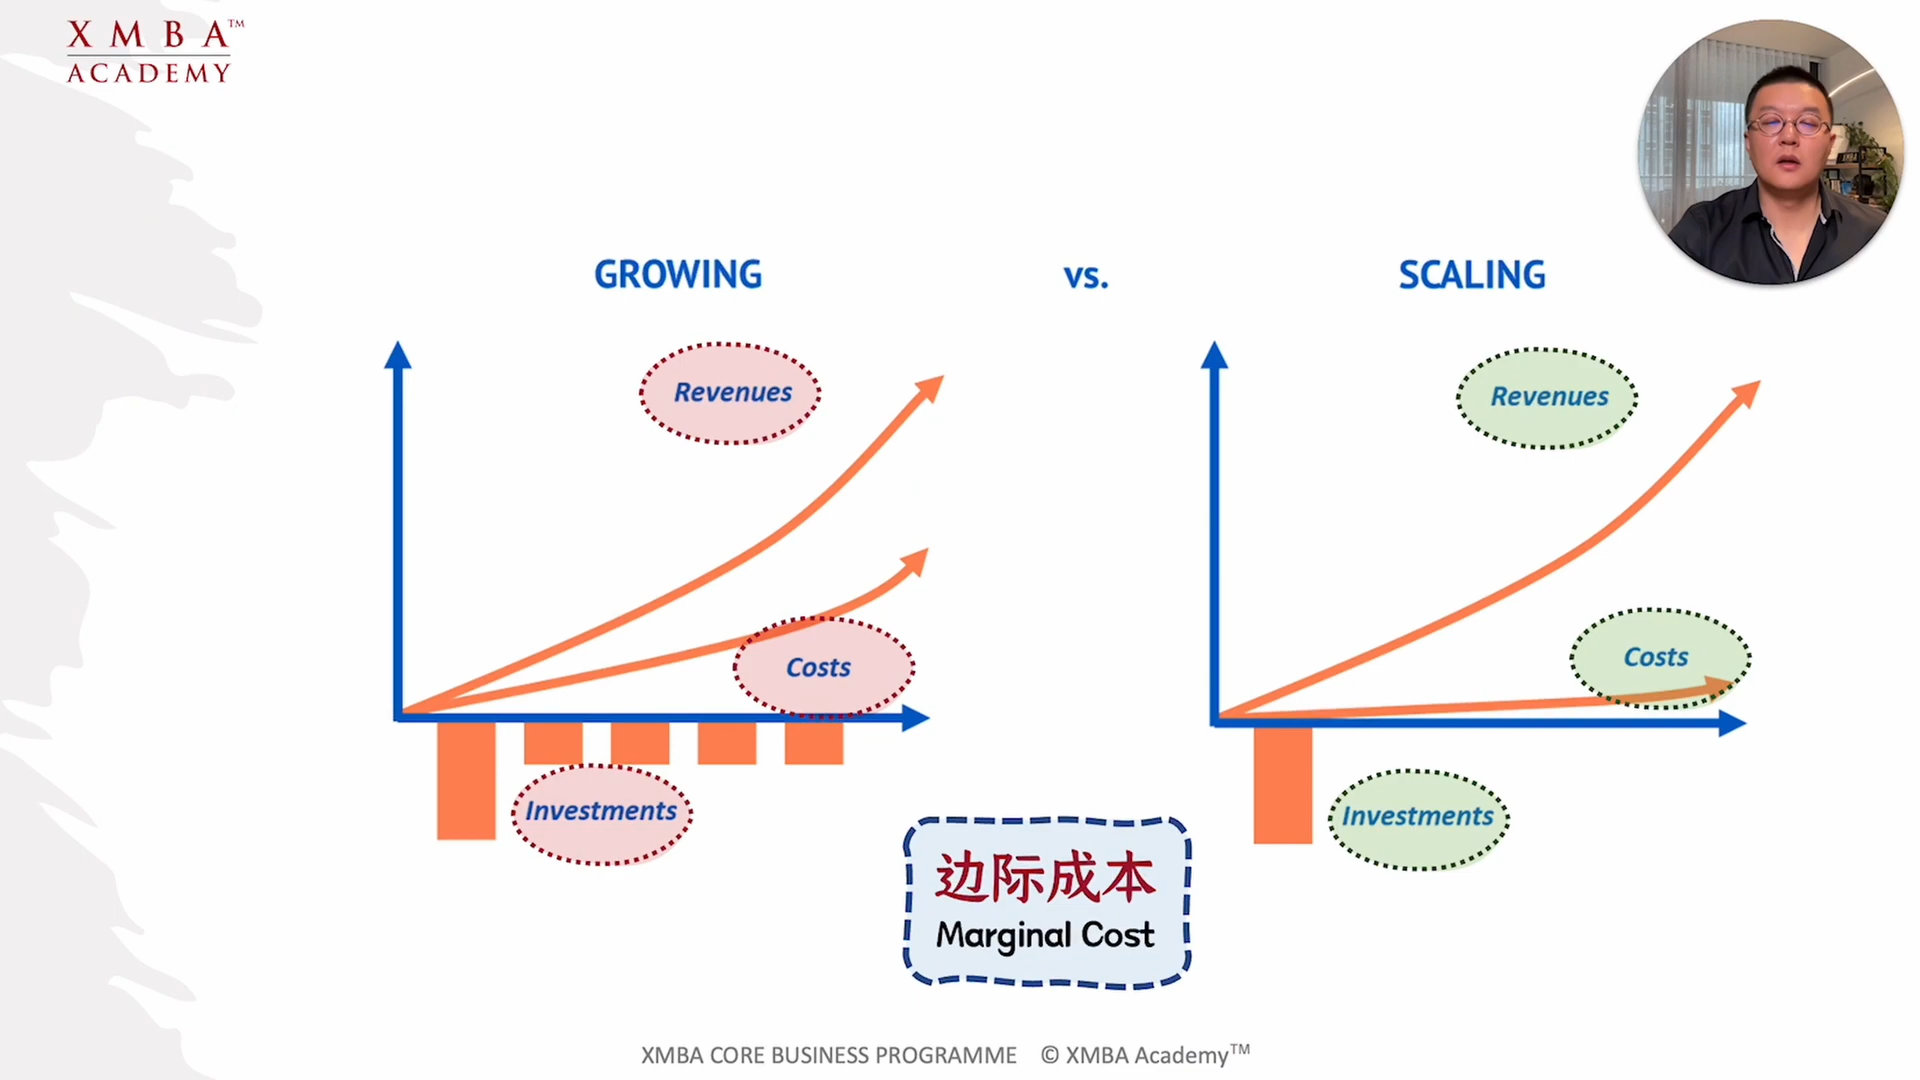 XMBA™
ACADEMY
GROWING
vs.
SCALING
Revenues
Costs
Investments
Revenues
Costs
Investments
边际成本
Marginal Cost
XMBA CORE BUSINESS PROGRAMME © XMBA Academy™